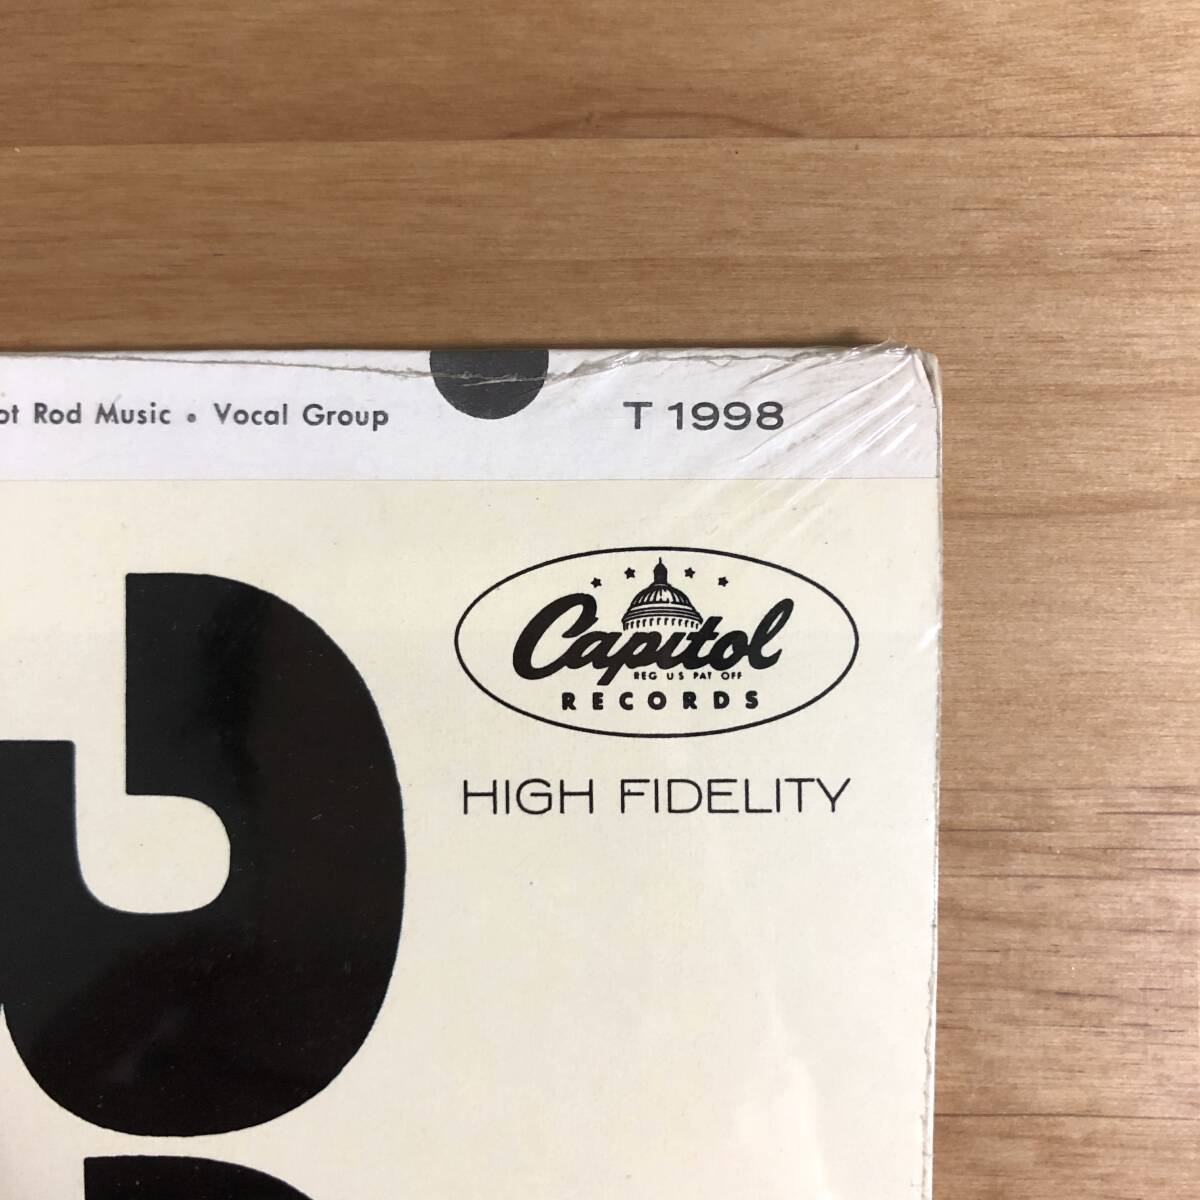 ot Rod Music • Vocal Group
T 1998
Capitol
REG US PAT OFF
RECORDS
HIGH FIDELITY